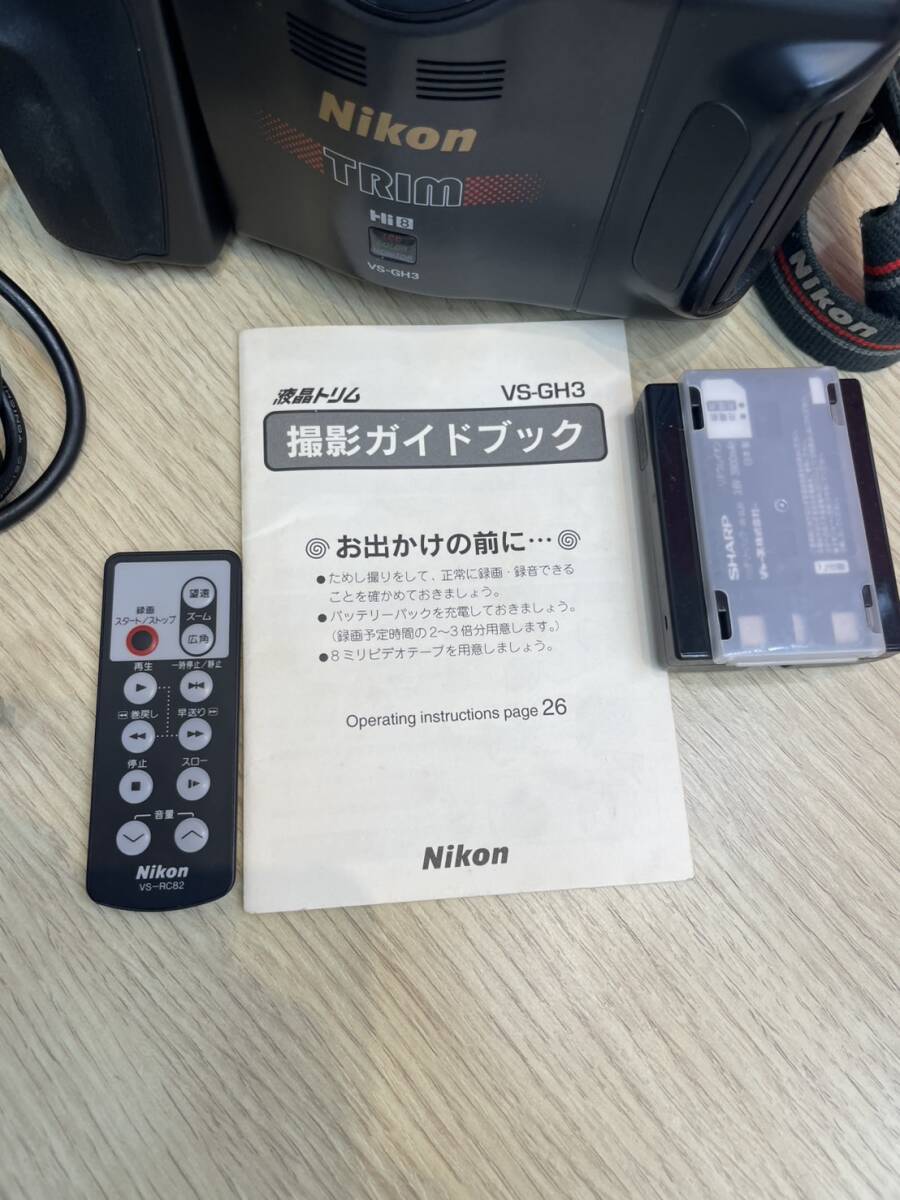 Nikon
TRIM
Hi8
VS-GH3
Nikon
液晶トリム
VS-GH3
撮影ガイドブック
お出かけの前に…
●ためし撮りをして、正常に録画・録音できる
ことを確かめておきましょう。
●バッテリーパックを充電しておきましょう。
(録画予定時間の2〜3倍分用意します。)
●8ミリビデオテープを用意しましょう。
Operating instructions page 26
Nikon
望遠
ズーム
広角
録画
スタート/ストップ
再生
一時停止/静止
巻戻し
早送り
停止
スロー
音量
Nikon
VS-RC82
SHARP
シャープ株式会社